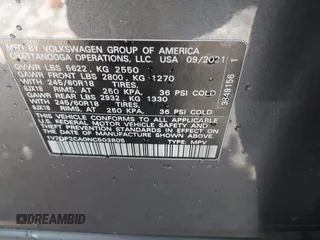 MFD BY VOLKSWAGEN GROUP OF AMERICA
CHATTANOOGA OPERATIONS, LLC. USA 09/2021
GVWR LBS 5622, KG 2550
GAWR FRONT LBS 2800, KG 1270
WITH 245/60R18 TIRES,
8JX18 RIMS, AT 250 KPA, 36 PSI COLD
GAWR REAR LBS 2932, KG 1330
WITH 245/60R18 TIRES,
8JX18 RIMS, AT 250 KPA, 36 PSI COLD
THIS VEHICLE CONFORMS TO ALL APPLICABLE
FEDERAL MOTOR VEHICLE SAFETY, BUMPER AND
THEFT PREVENTION STANDARDS IN EFFECT ON THE
DATE OF MANUFACTURE SHOWN ABOVE
TYPE: MPV
3849156
© DREAMBID